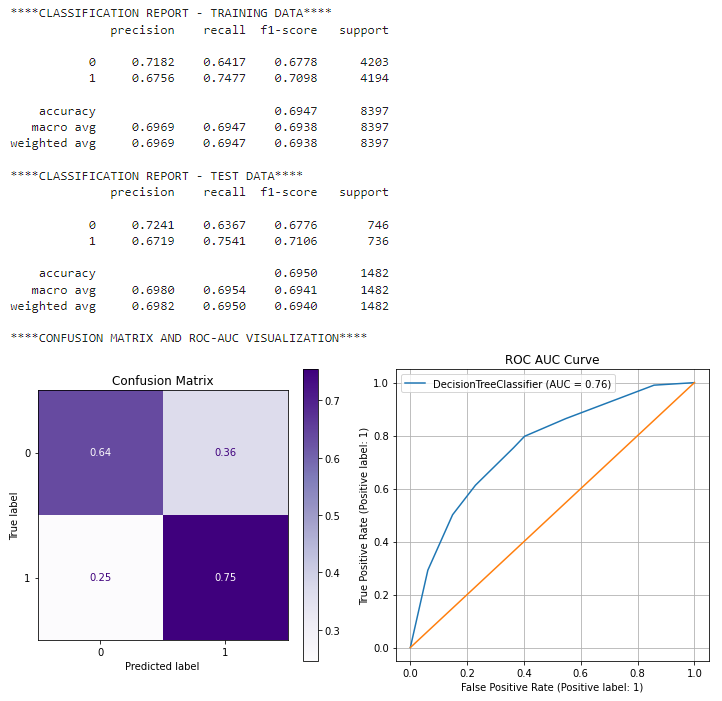 ****CLASSIFICATION REPORT - TRAINING DATA****
precision recall f1-score support
0 0.7182 0.6417 0.6778 4203
1 0.6756 0.7477 0.7098 4194
accuracy 0.6947 8397
macro avg 0.6969 0.6947 0.6938 8397
weighted avg 0.6969 0.6947 0.6938 8397
****CLASSIFICATION REPORT - TEST DATA****
precision recall f1-score support
0 0.7241 0.6367 0.6776 746
1 0.6719 0.7541 0.7106 736
accuracy 0.6950 1482
macro avg 0.6980 0.6954 0.6941 1482
weighted avg 0.6982 0.6950 0.6940 1482
****CONFUSION MATRIX AND ROC-AUC VISUALIZATION****
Confusion Matrix
True label
0
1
0.64 0.36
0.25 0.75
0 1
Predicted label
0.7
0.6
0.5
0.4
0.3
ROC AUC Curve
DecisionTreeClassifier (AUC = 0.76)
True Positive Rate (Positive label: 1)
1.0
0.8
0.6
0.4
0.2
0.0
0.0 0.2 0.4 0.6 0.8 1.0
False Positive Rate (Positive label: 1)